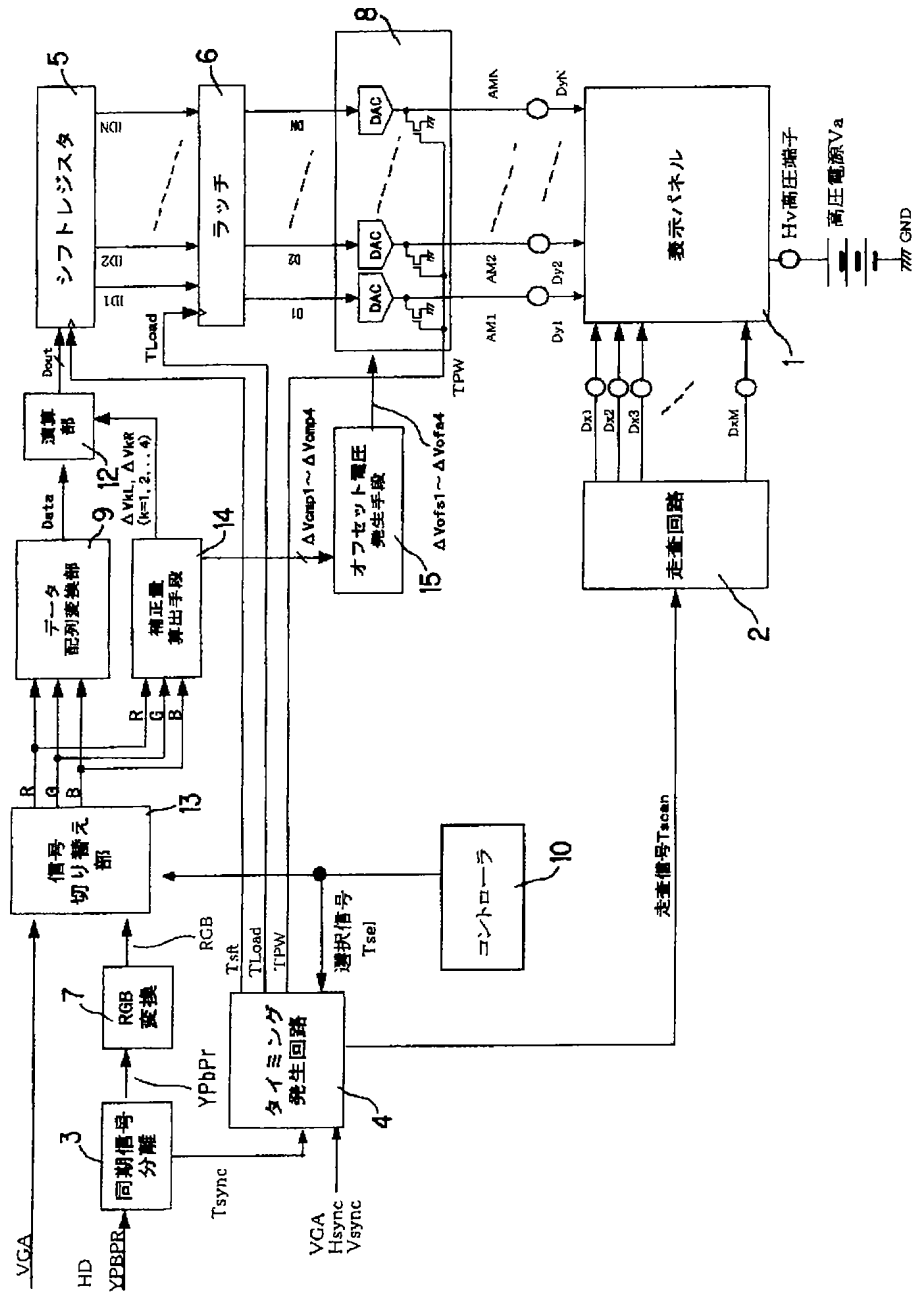 VGA
HD
YPBPR
3
同期信号
分離
YPbPr
7
RGB
変換
RGB
信号
切り替え
部
13
R
G
B
R
G
B
データ
配列変換部
9
Data
演算
部
12
Dout
シフトレジスタ
5
補正量
算出手段
14
ΔVkL, ΔVkR
(k=1, 2, . . 4)
ID1
ID2
IDN
TLoad
ラッチ
6
D1
D2
DN
ΔVcmp1~ΔVcmp4
オフセット電圧
発生手段
15
ΔVofs1~ΔVofs4
DAC
DAC
DAC
8
TPW
Tsync
VGA
Hsync
Vsync
タイミング
発生回路
4
Tsft
TLoad
TPW
選択信号
Tsel
コントローラ
10
走査信号Tscan
走査回路
2
Dx1
Dx2
Dx3
DxM
AM1
AM2
AMN
Dy1
Dy2
DyN
表示パネル
1
Hv高圧端子
高圧電源Va
GND